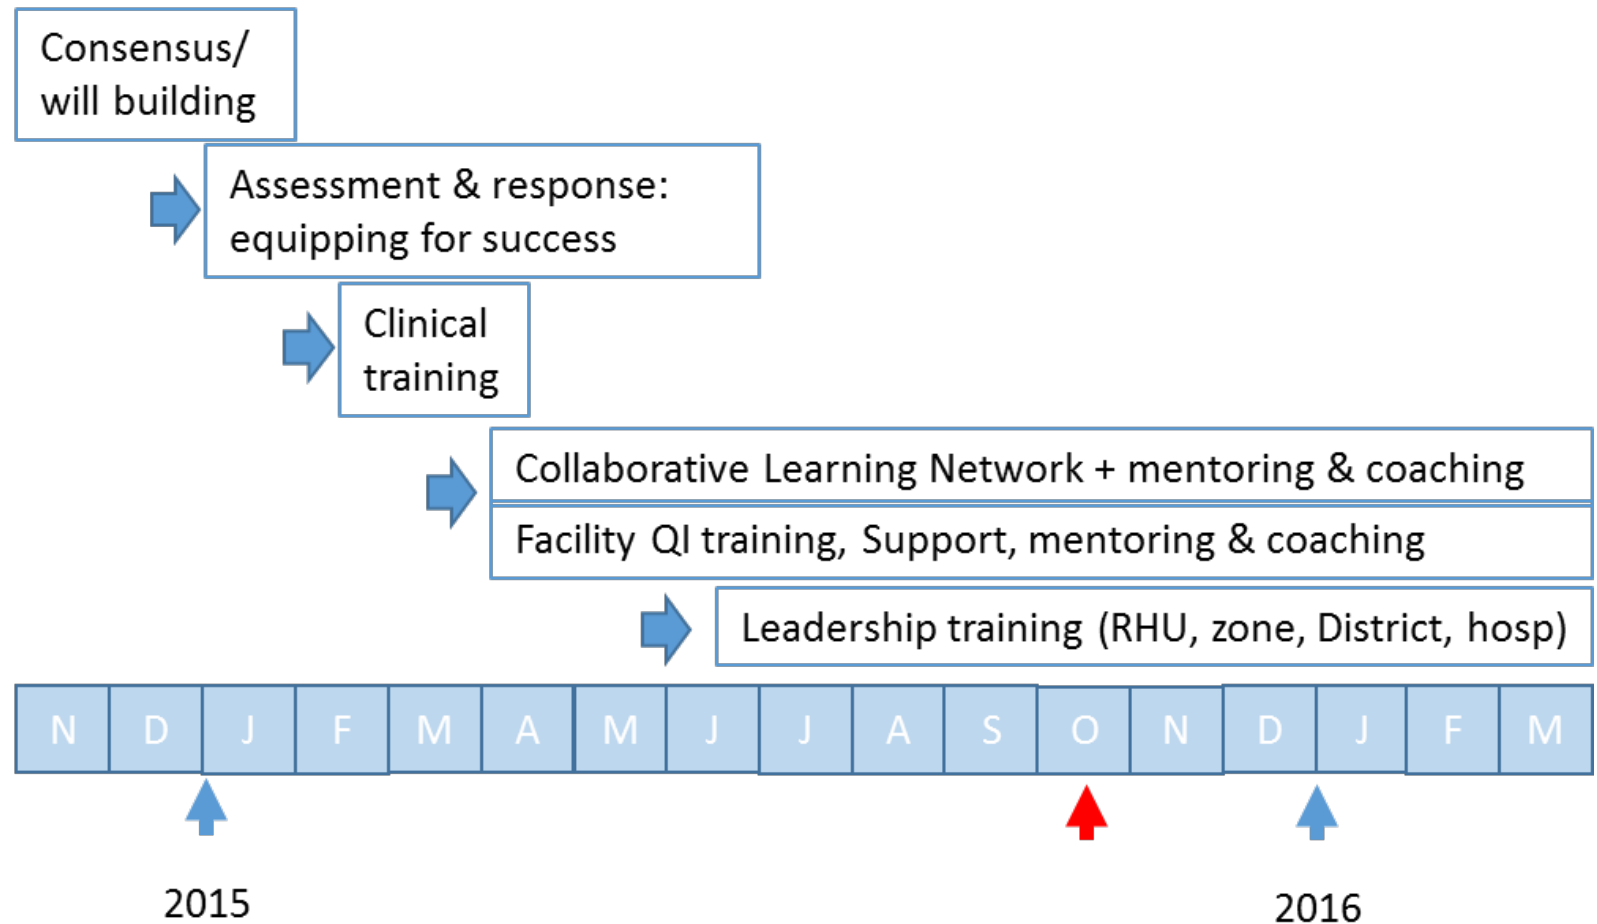 Consensus/
will building
Assessment & response:
equipping for success
Clinical
training
Collaborative Learning Network + mentoring & coaching
Facility QI training, Support, mentoring & coaching
Leadership training (RHU, zone, District, hosp)
N D J F M A M J J A S O N D J F M
2015 2016